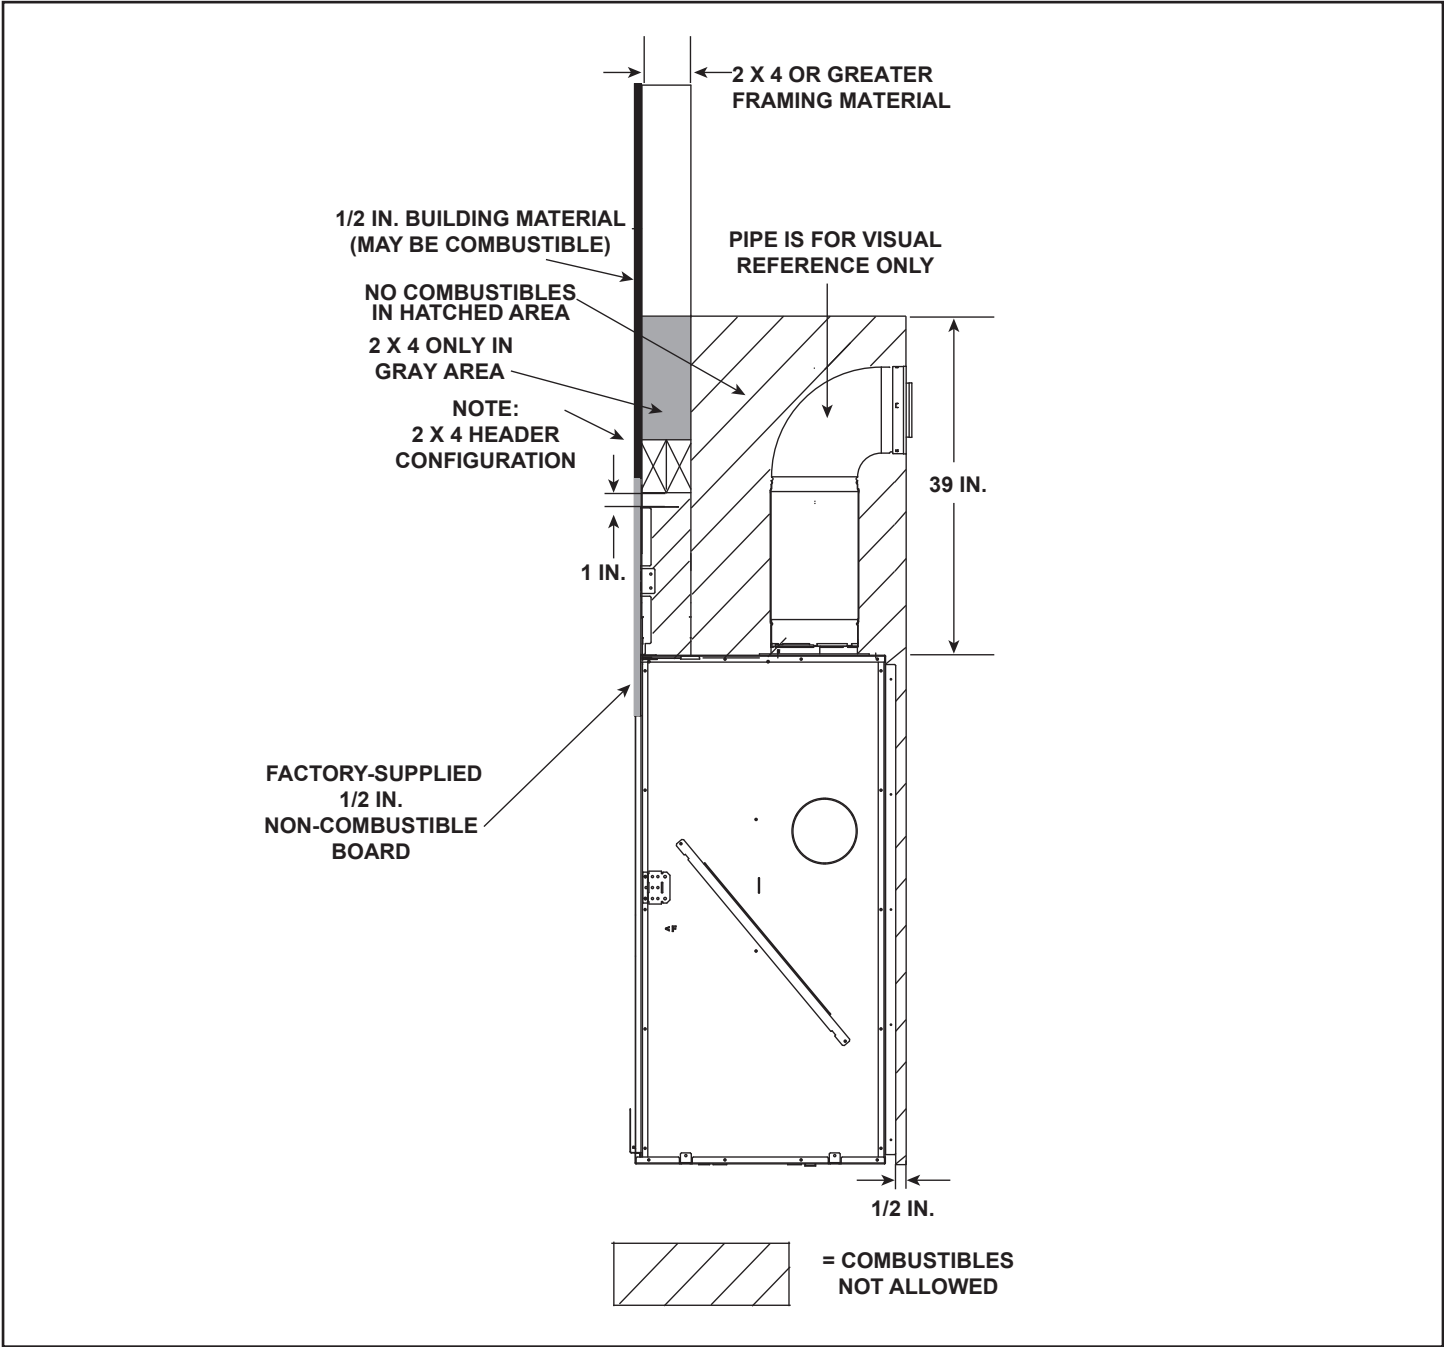 2 X 4 OR GREATER
FRAMING MATERIAL
1/2 IN. BUILDING MATERIAL
(MAY BE COMBUSTIBLE)
PIPE IS FOR VISUAL
REFERENCE ONLY
NO COMBUSTIBLES
IN HATCHED AREA
2 X 4 ONLY IN
GRAY AREA
NOTE:
2 X 4 HEADER
CONFIGURATION
39 IN.
1 IN.
FACTORY-SUPPLIED
1/2 IN.
NON-COMBUSTIBLE
BOARD
1/2 IN.
= COMBUSTIBLES
NOT ALLOWED